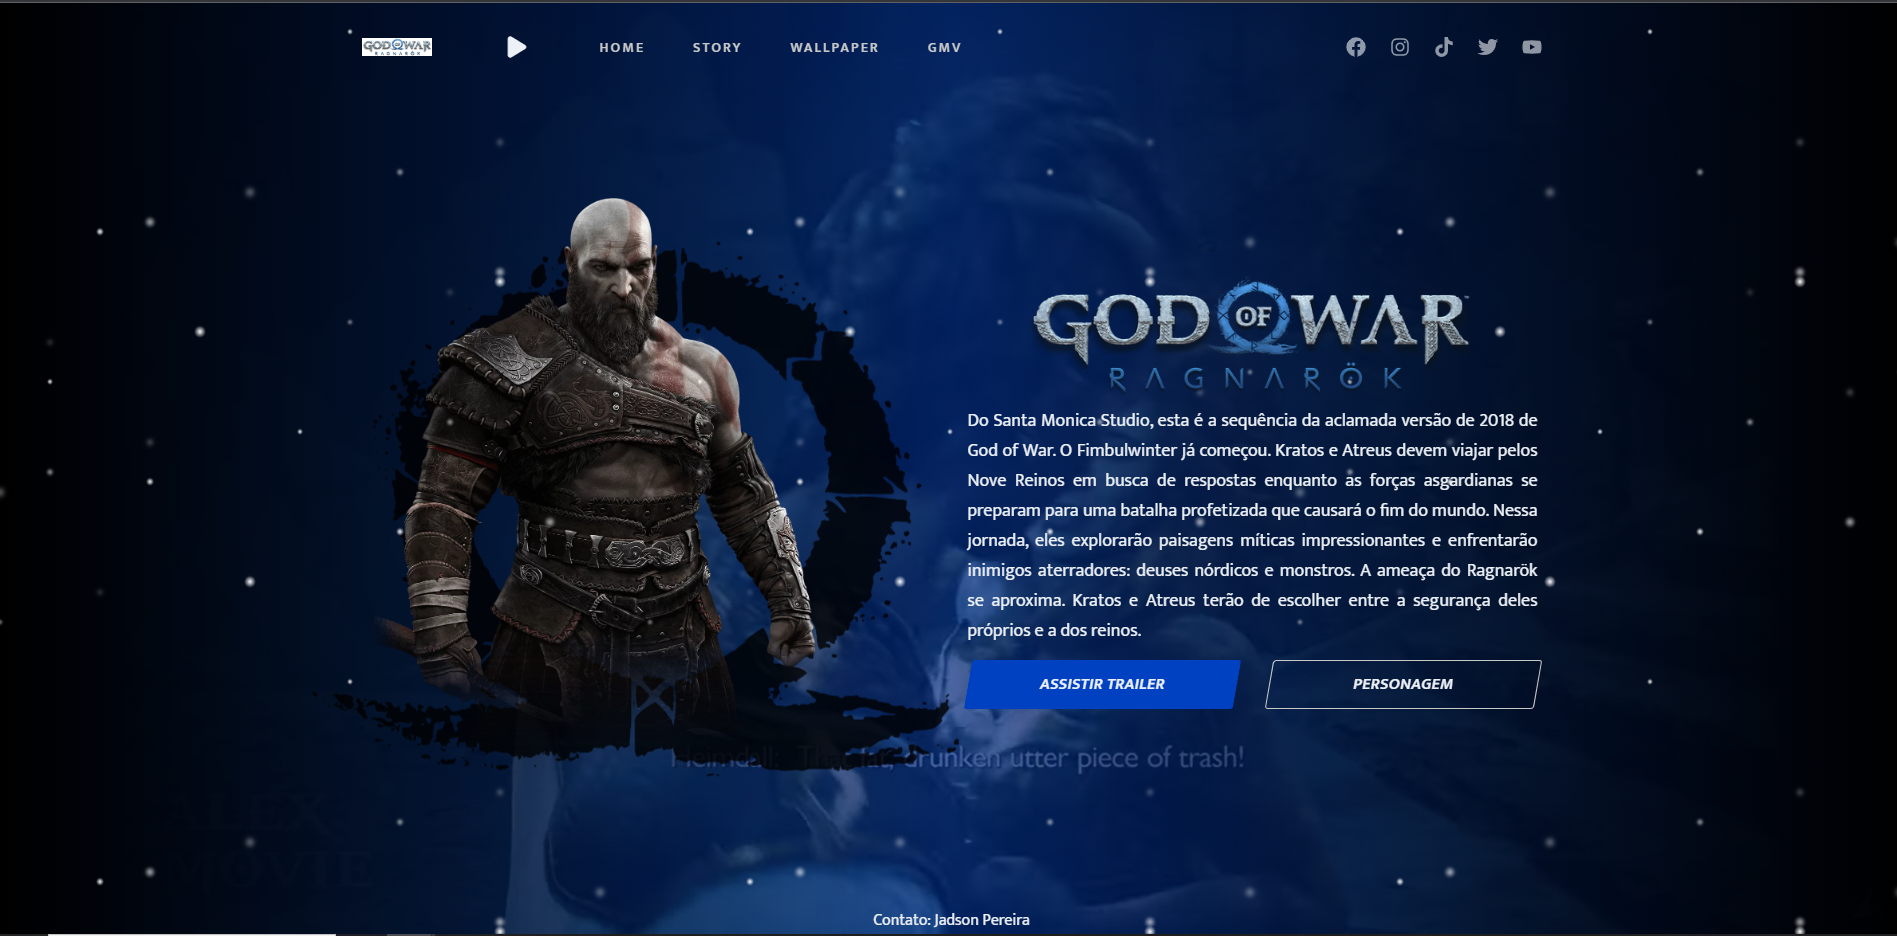 GOD OF WAR
RAGNARÖK
HOME
STORY
WALLPAPER
GMV
GOD OF WAR
RAGNARÖK
Do Santa Monica Studio, esta é a sequência da aclamada versão de 2018 de
God of War. O Fimbulwinter já começou. Kratos e Atreus devem viajar pelos
Nove Reinos em busca de respostas enquanto as forças asgardianas se
preparam para uma batalha profetizada que causará o fim do mundo. Nessa
jornada, eles explorarão paisagens míticas impressionantes e enfrentarão
inimigos aterradores: deuses nórdicos e monstros. A ameaça do Ragnarök
se aproxima. Kratos e Atreus terão de escolher entre a segurança deles
próprios e a dos reinos.
ASSISTIR TRAILER
PERSONAGEM
Heimdall: That fat, drunken utter piece of trash!
ALEX
MOVIE
Contato: Jadson Pereira